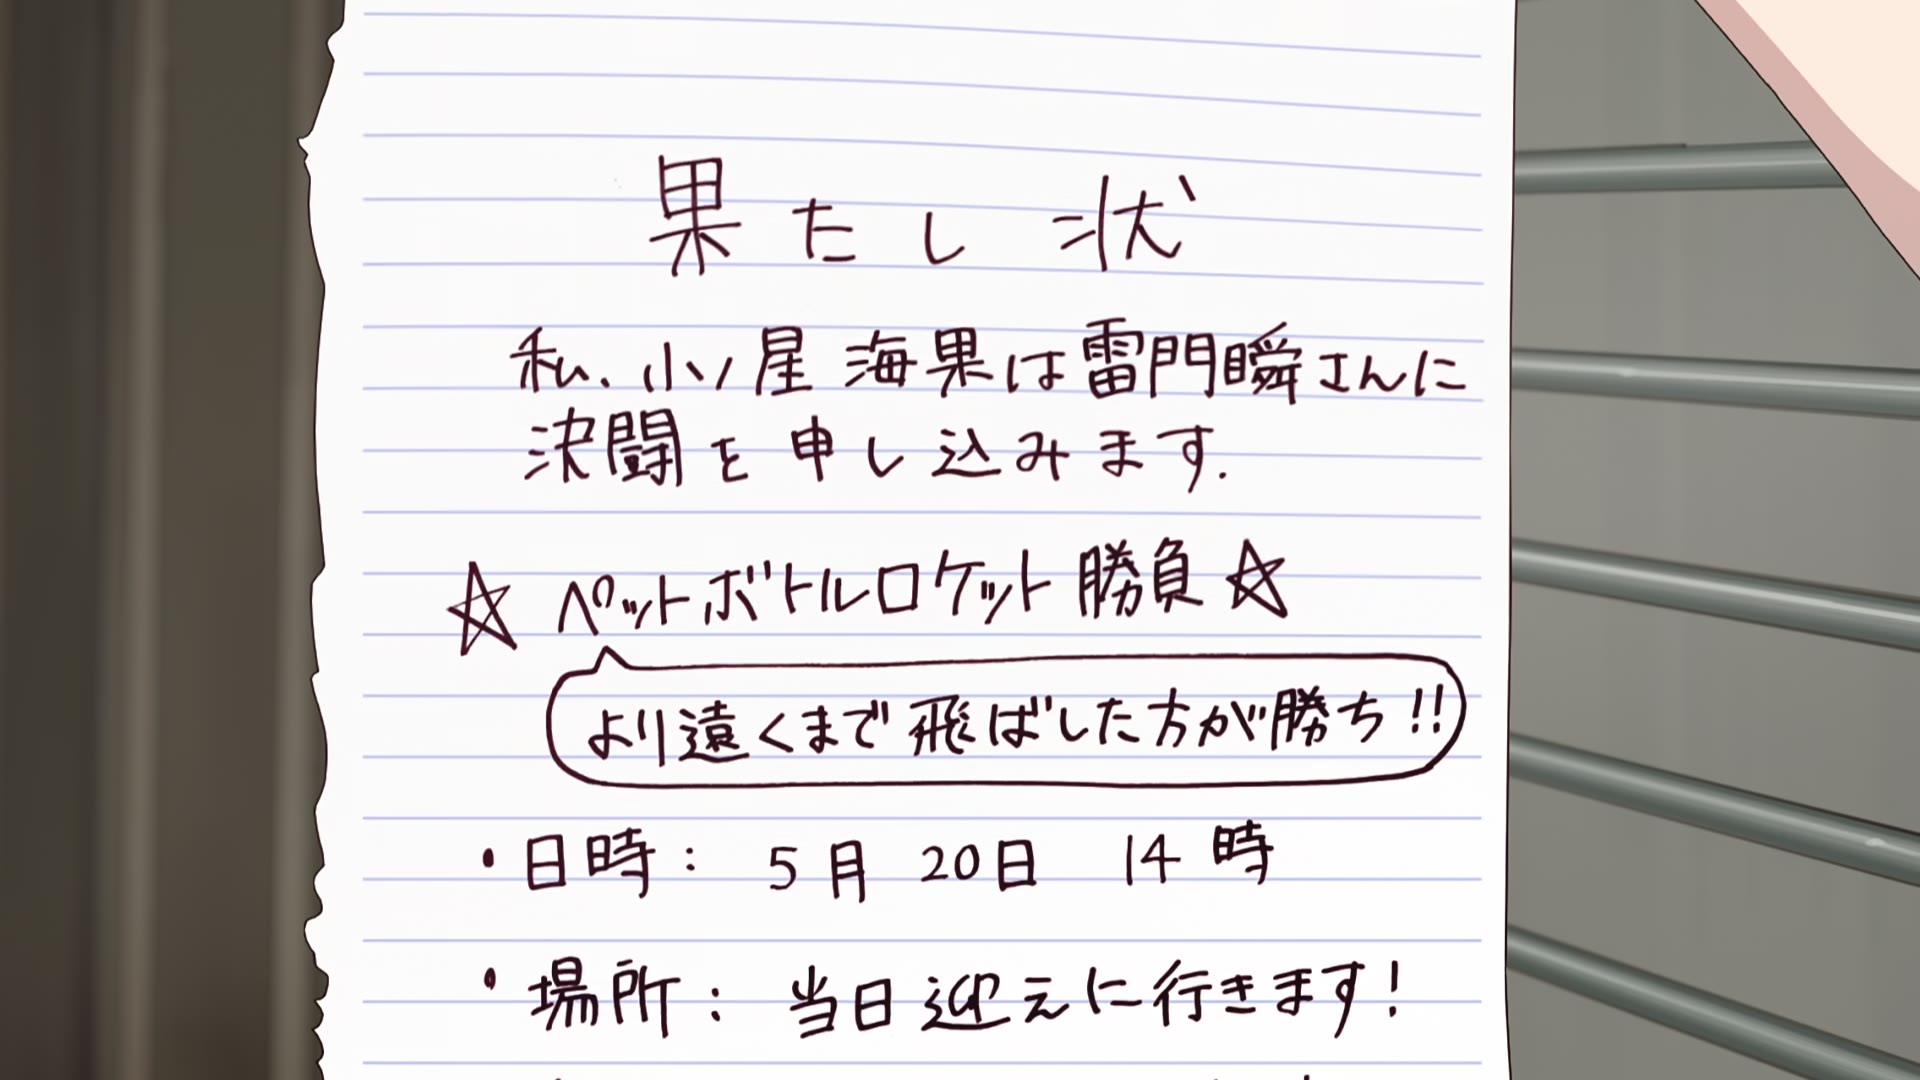 果たし状
私、小ノ星海果は雷門瞬さんに
決闘を申し込みます.
☆ペットボトルロケット勝負☆
より遠くまで飛ばした方が勝ち!!
・日時: 5月20日 14時
・場所: 当日迎えに行きます!